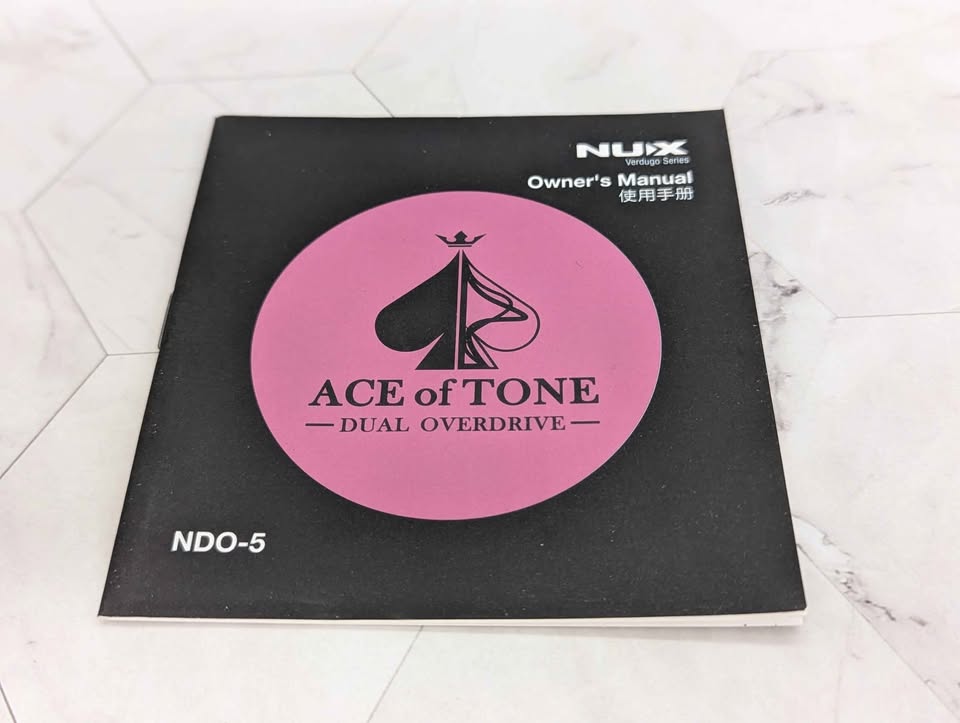 NUX
Verdugo Series
Owner's Manual
使用手册
ACE of TONE
DUAL OVERDRIVE
NDO-5